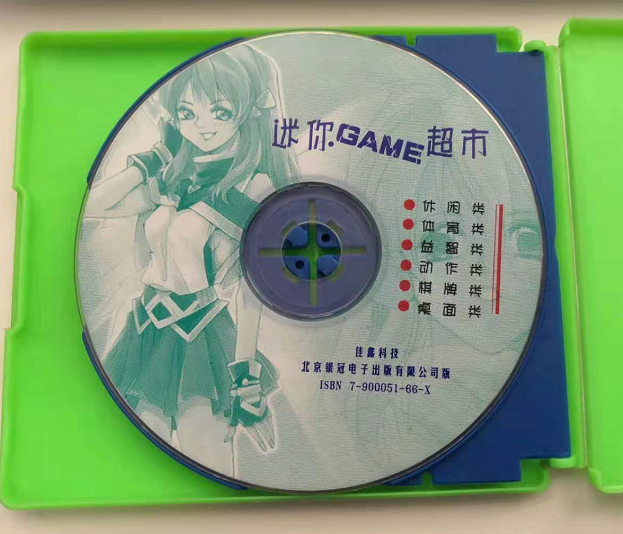 迷你GAME超市
休闲类
体育类
益智类
动作类
棋牌类
桌面类
佳鑫科技
北京银冠电子出版有限公司版
ISBN 7-900051-66-X